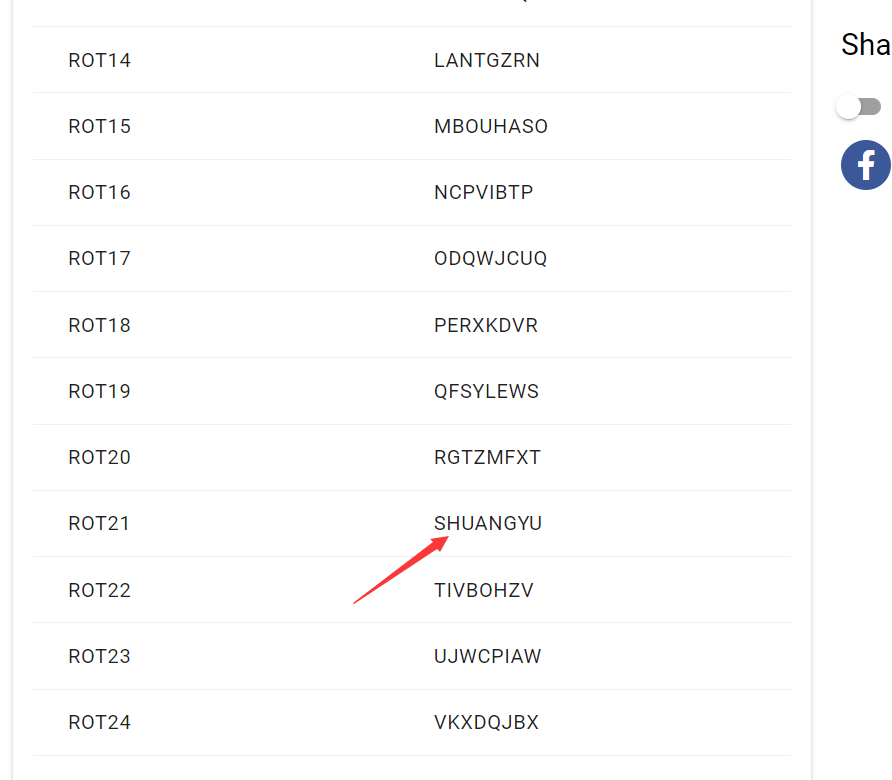 Sha
ROT14 LANTGZRN
ROT15 MBOUHASO
ROT16 NCPVIBTP
ROT17 ODQWJCUQ
ROT18 PERXKDVR
ROT19 QFSYLEWS
ROT20 RGTZMFXT
ROT21 SHUANGYU
ROT22 TIVBOHZV
ROT23 UJWCPIAW
ROT24 VKXDQJBX